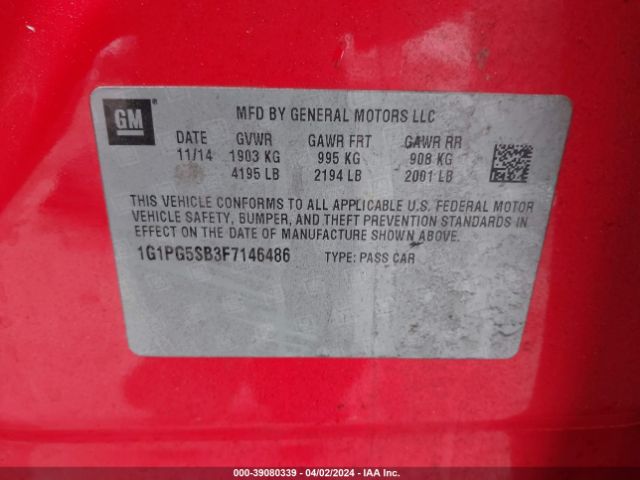 GM
MFD BY GENERAL MOTORS LLC
DATE GVWR GAWR FRT GAWR RR
11/14 1903 KG 995 KG 908 KG
4195 LB 2194 LB 2001 LB
THIS VEHICLE CONFORMS TO ALL APPLICABLE U.S. FEDERAL MOTOR
VEHICLE SAFETY, BUMPER, AND THEFT PREVENTION STANDARDS IN
EFFECT ON THE DATE OF MANUFACTURE SHOWN ABOVE.
1G1PG5SB3F7146486 TYPE: PASS CAR
000-39080339 | 04/02/2024 | IAA Inc.